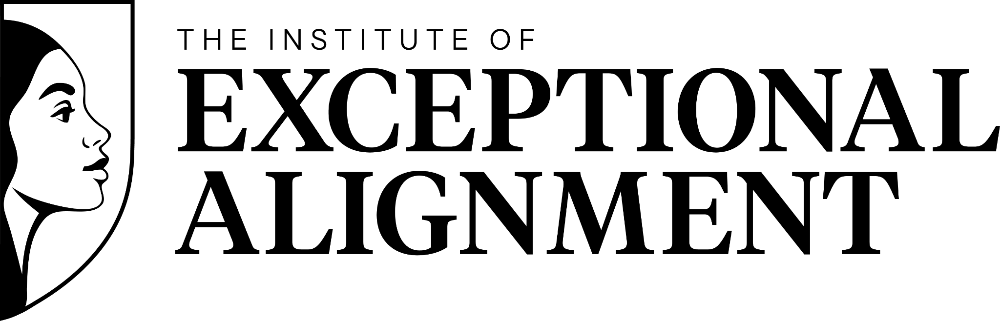 THE INSTITUTE OF
EXCEPTIONAL
ALIGNMENT